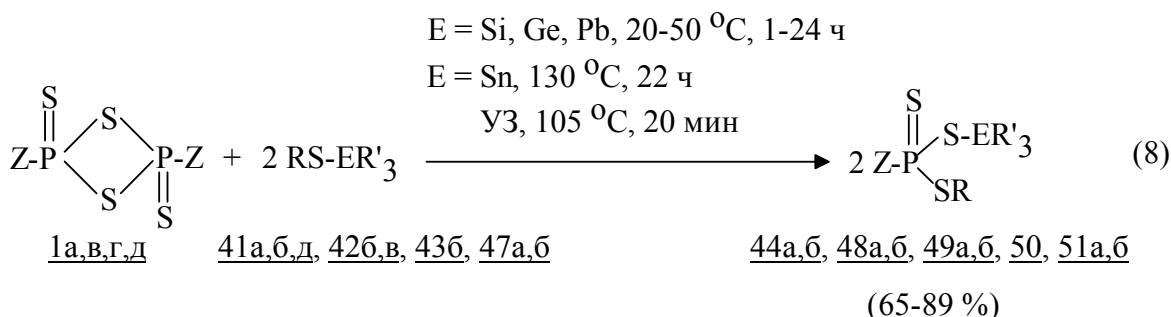 E = Si, Ge, Pb, 20-50 °C, 1-24 ч
E = Sn, 130 °C, 22 ч
УЗ, 105 °C, 20 мин
S
S
Z-P
P-Z
+ 2 RS-ER'3
S
S
S
2 Z-P
S-ER'3
SR
(8)
1а,в,г,д
41а,б,д, 42б,в, 43б, 47а,б
44а,б, 48а,б, 49а,б, 50, 51а,б
(65-89 %)